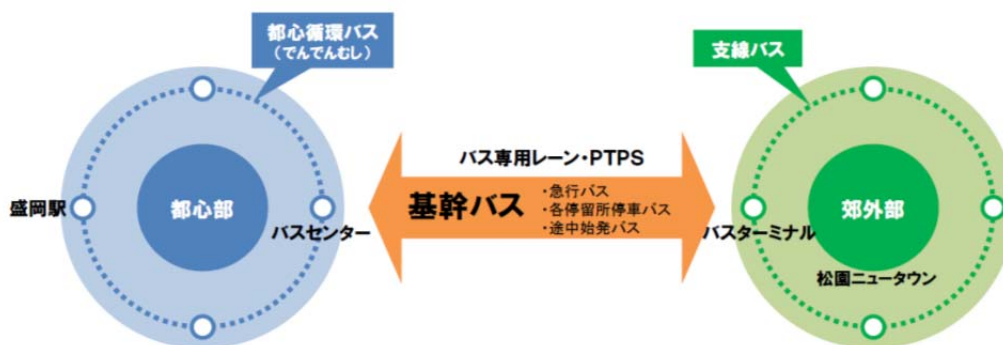 都心循環バス
（でんでんむし）
支線バス
バス専用レーン・PTPS
基幹バス
・急行バス
・各停留所停車バス
・途中始発バス
盛岡駅
都心部
バスセンター
郊外部
バスターミナル
松園ニュータウン